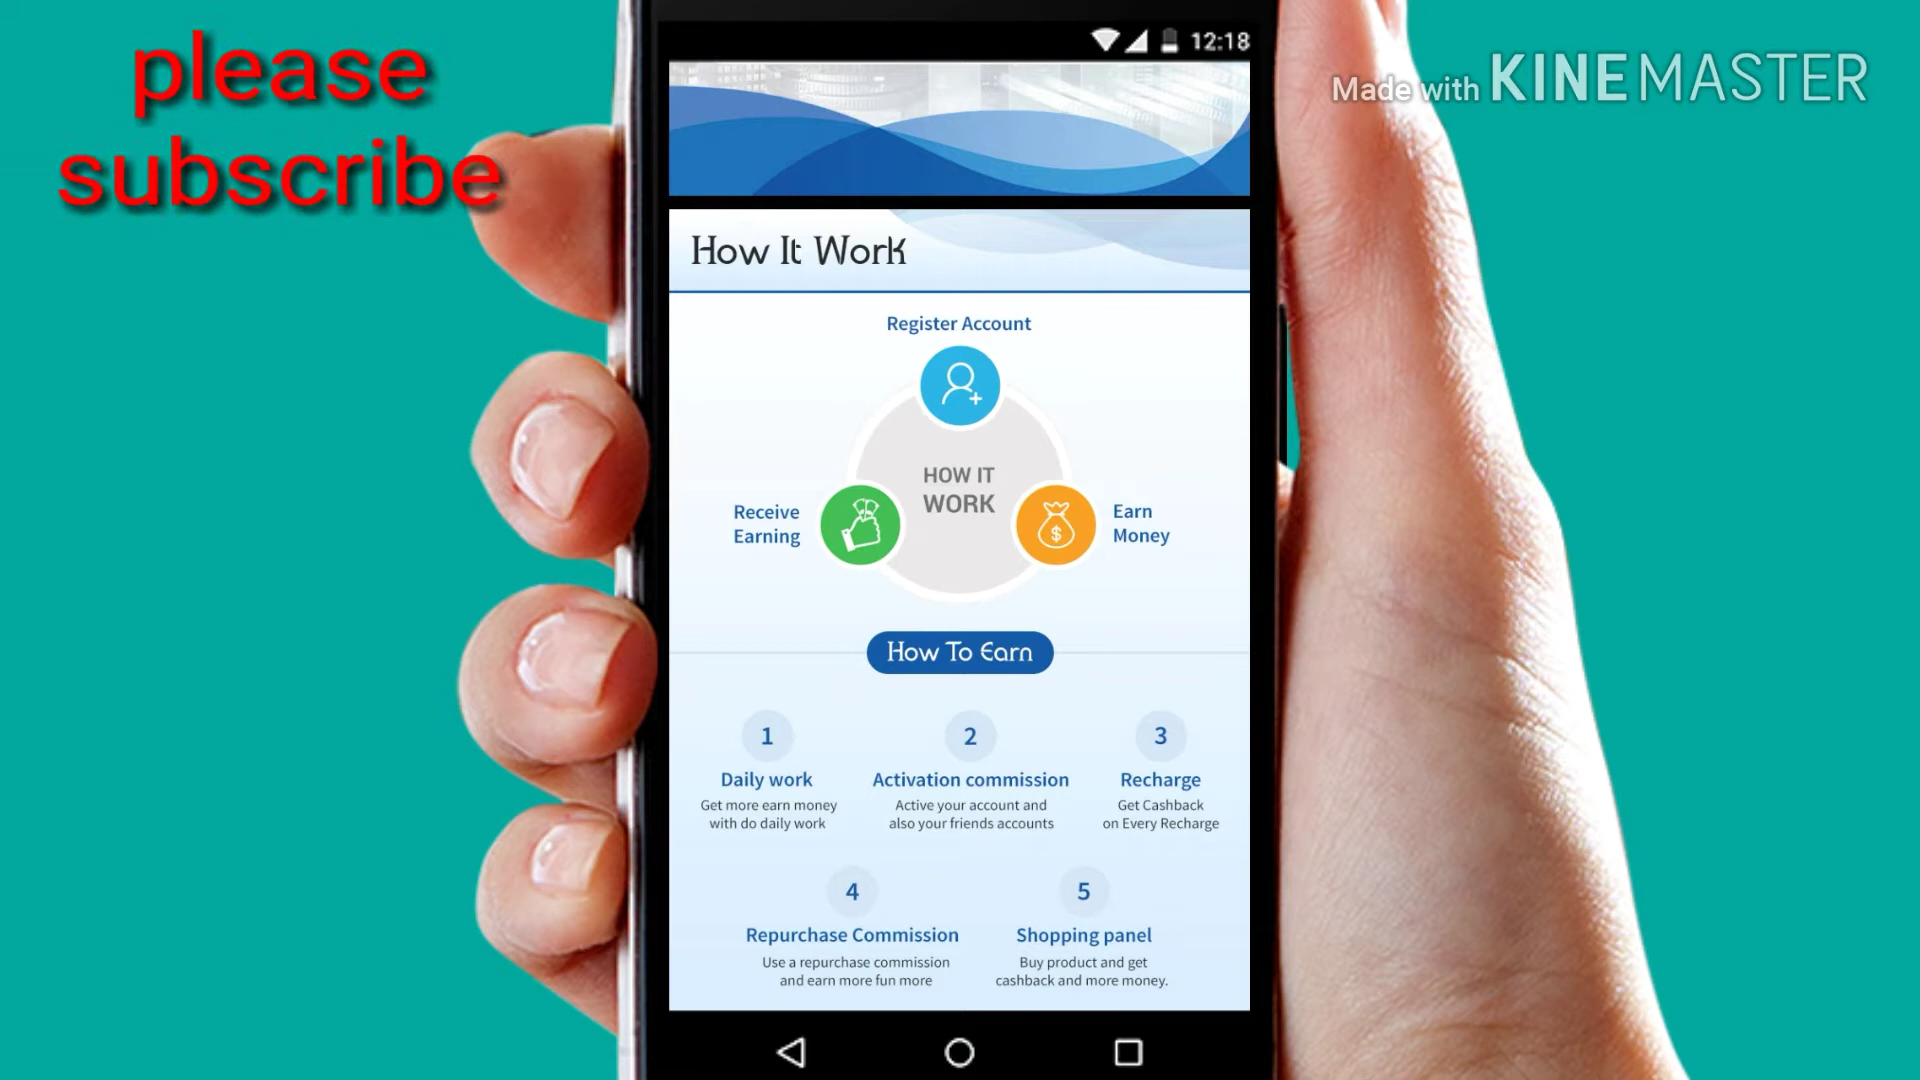 please
subscribe
Made with KINEMASTER
12:18
How It Work
Register Account
HOW IT
WORK
Receive
Earning
Earn
Money
How To Earn
1
Daily work
Get more earn money
with do daily work
2
Activation commission
Active your account and
also your friends accounts
3
Recharge
Get Cashback
on Every Recharge
4
Repurchase Commission
Use a repurchase commission
and earn more fun more
5
Shopping panel
Buy product and get
cashback and more money.